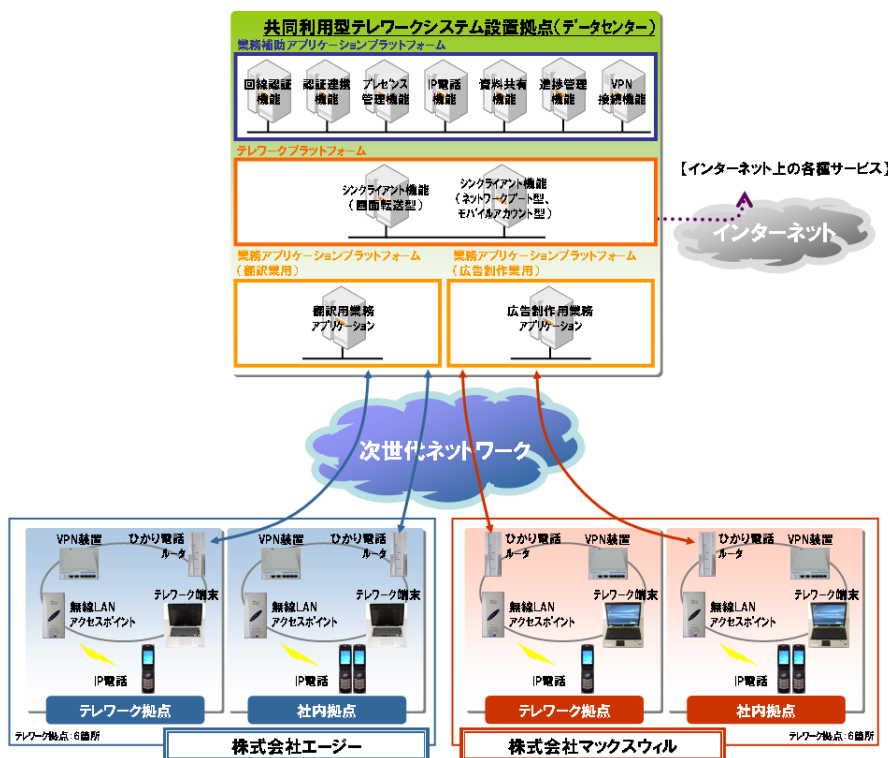 共同利用型テレワークシステム設置拠点(データセンター)
業務補助アプリケーションプラットフォーム
回線認証
機能
認証連携
機能
プレゼンス
管理機能
IP電話
機能
資料共有
機能
進捗管理
機能
VPN
接続機能
テレワークプラットフォーム
シンクライアント機能
(画面転送型)
シンクライアント機能
(ネットワークブート型、
モバイルアカウント型)
【インターネット上の各種サービス】
インターネット
業務アプリケーションプラットフォーム
(翻訳業用)
業務アプリケーションプラットフォーム
(広告制作業用)
翻訳用業務
アプリケーション
広告制作用業務
アプリケーション
次世代ネットワーク
VPN装置
ひかり電話
ルータ
テレワーク端末
無線LAN
アクセスポイント
IP電話
テレワーク拠点
VPN装置
ひかり電話
ルータ
テレワーク端末
無線LAN
アクセスポイント
IP電話
社内拠点
テレワーク拠点:6箇所
株式会社エージー
ひかり電話
ルータ
VPN装置
テレワーク端末
無線LAN
アクセスポイント
IP電話
テレワーク拠点
ひかり電話
ルータ
VPN装置
テレワーク端末
無線LAN
アクセスポイント
IP電話
社内拠点
テレワーク拠点:6箇所
株式会社マックスウィル